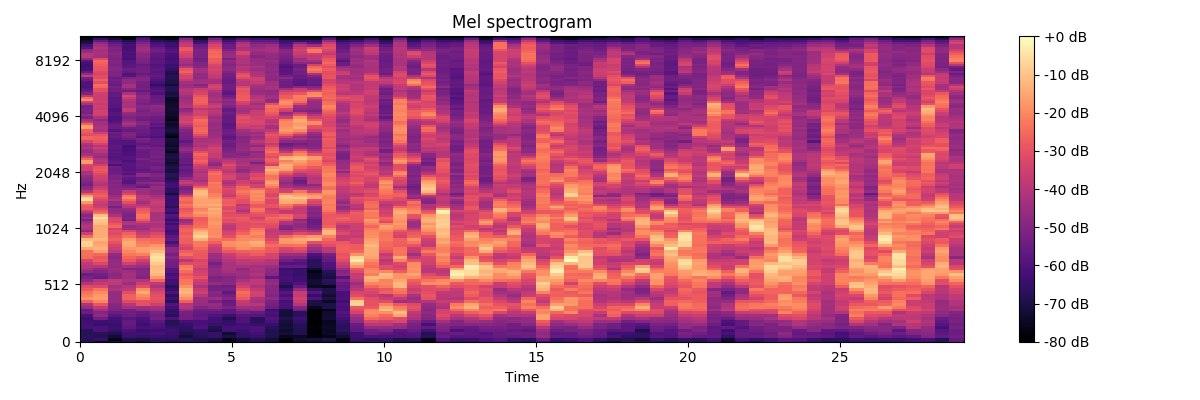 Mel spectrogram
Hz
8192
4096
2048
1024
512
0
0 5 10 15 20 25
Time
+0 dB
-10 dB
-20 dB
-30 dB
-40 dB
-50 dB
-60 dB
-70 dB
-80 dB